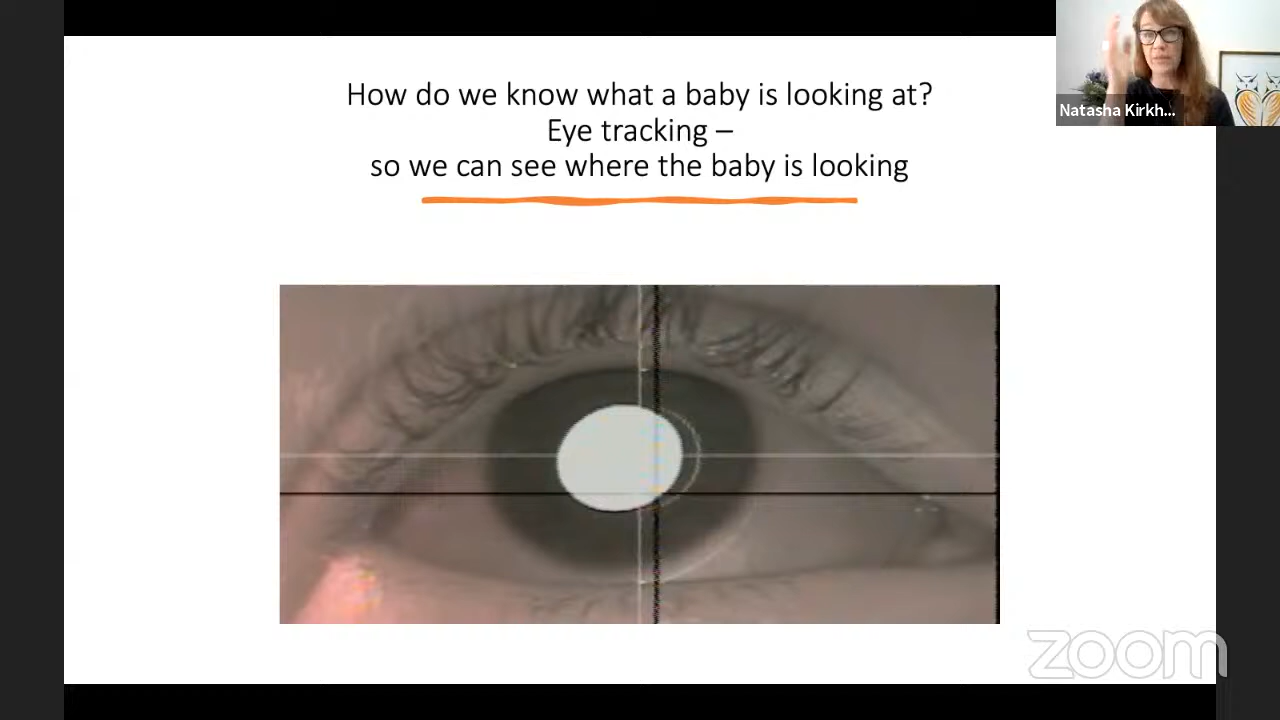 How do we know what a baby is looking at?
Eye tracking –
so we can see where the baby is looking
Natasha Kirkh...
zoom